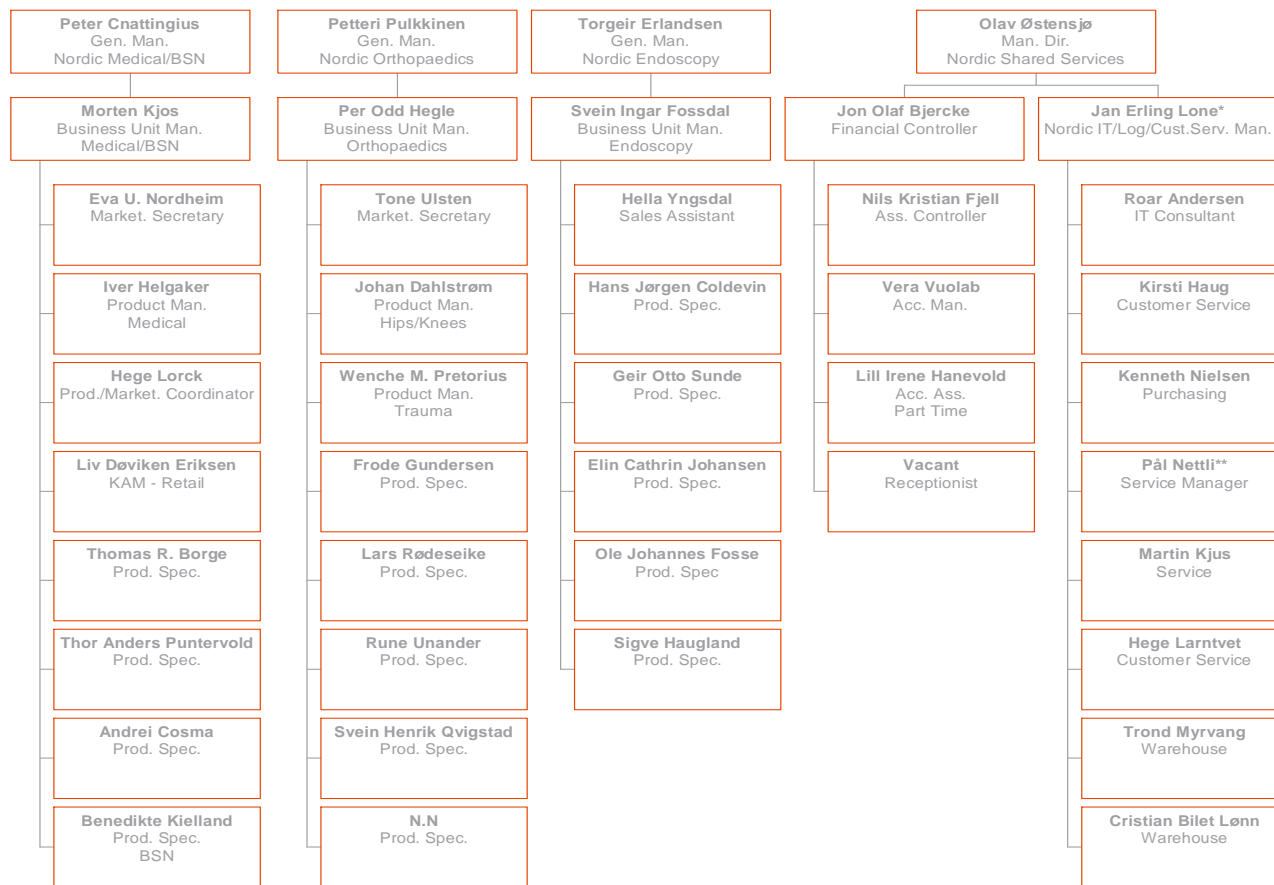 Peter Cnattingius
Gen. Man.
Nordic Medical/BSN
Petteri Pulkkinen
Gen. Man.
Nordic Orthopaedics
Torgeir Erlandsen
Gen. Man.
Nordic Endoscopy
Olav Østensjø
Man. Dir.
Nordic Shared Services
Morten Kjos
Business Unit Man.
Medical/BSN
Per Odd Hegle
Business Unit Man.
Orthopaedics
Svein Ingar Fossdal
Business Unit Man.
Endoscopy
Jon Olaf Bjercke
Financial Controller
Jan Erling Lone*
Nordic IT/Log/Cust.Serv. Man.
Eva U. Nordheim
Market. Secretary
Iver Helgaker
Product Man.
Medical
Hege Lorck
Prod./Market. Coordinator
Liv Døviken Eriksen
KAM - Retail
Thomas R. Borge
Prod. Spec.
Thor Anders Puntervold
Prod. Spec.
Andrei Cosma
Prod. Spec.
Benedikte Kielland
Prod. Spec.
BSN
Tone Ulsten
Market. Secretary
Johan Dahlstrøm
Product Man.
Hips/Knees
Wenche M. Pretorius
Product Man.
Trauma
Frode Gundersen
Prod. Spec.
Lars Rødeseike
Prod. Spec.
Rune Unander
Prod. Spec.
Svein Henrik Qvigstad
Prod. Spec.
N.N
Prod. Spec.
Hella Yngsdal
Sales Assistant
Hans Jørgen Coldevin
Prod. Spec.
Geir Otto Sunde
Prod. Spec.
Elin Cathrin Johansen
Prod. Spec.
Ole Johannes Fosse
Prod. Spec
Sigve Haugland
Prod. Spec.
Nils Kristian Fjell
Ass. Controller
Vera Vuolab
Acc. Man.
Lill Irene Hanevold
Acc. Ass.
Part Time
Vacant
Receptionist
Roar Andersen
IT Consultant
Kirsti Haug
Customer Service
Kenneth Nielsen
Purchasing
Pål Nettli**
Service Manager
Martin Kjus
Service
Hege Larntvet
Customer Service
Trond Myrvang
Warehouse
Cristian Bilet Lønn
Warehouse